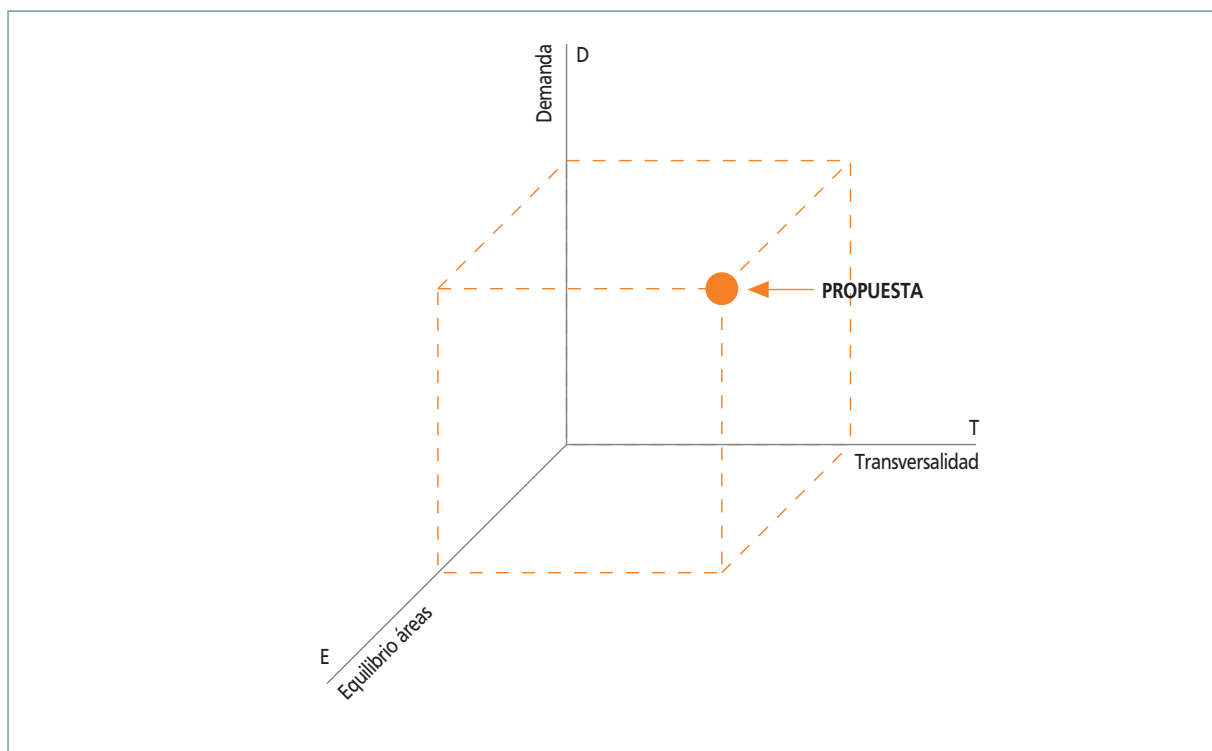 Demanda
D
PROPUESTA
T
Transversalidad
E
Equilibrio áreas